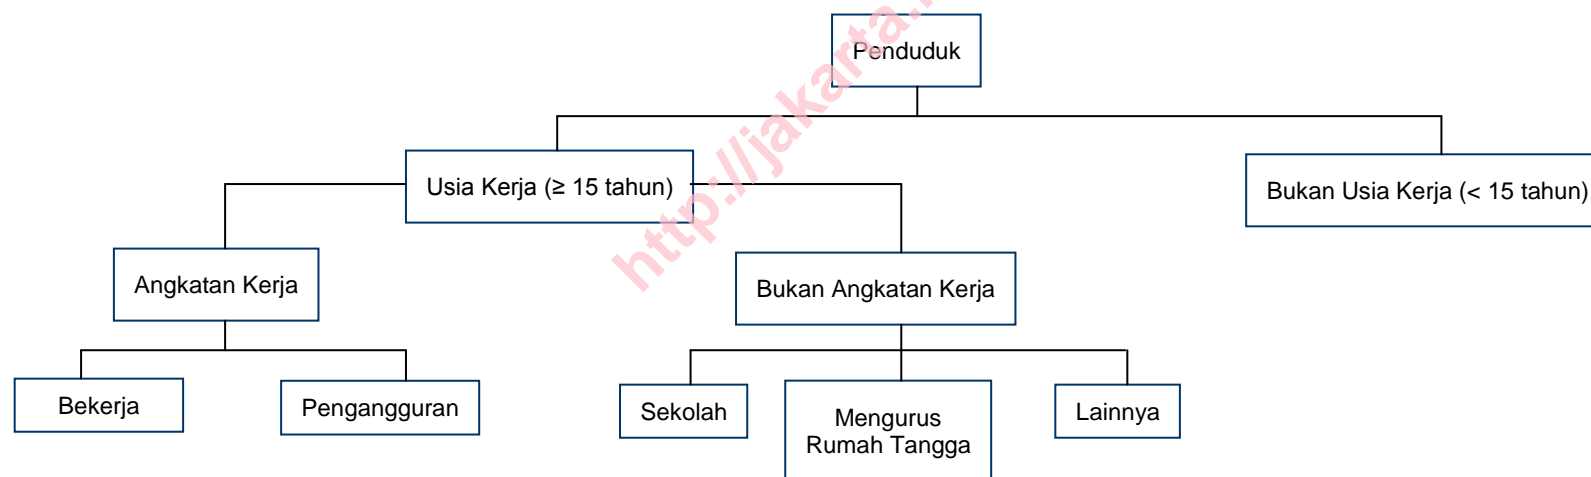 Penduduk
Usia Kerja (≥ 15 tahun)
Bukan Usia Kerja (< 15 tahun)
Angkatan Kerja
Bukan Angkatan Kerja
Bekerja
Pengangguran
Sekolah
Mengurus
Rumah Tangga
Lainnya
http://jakarta.